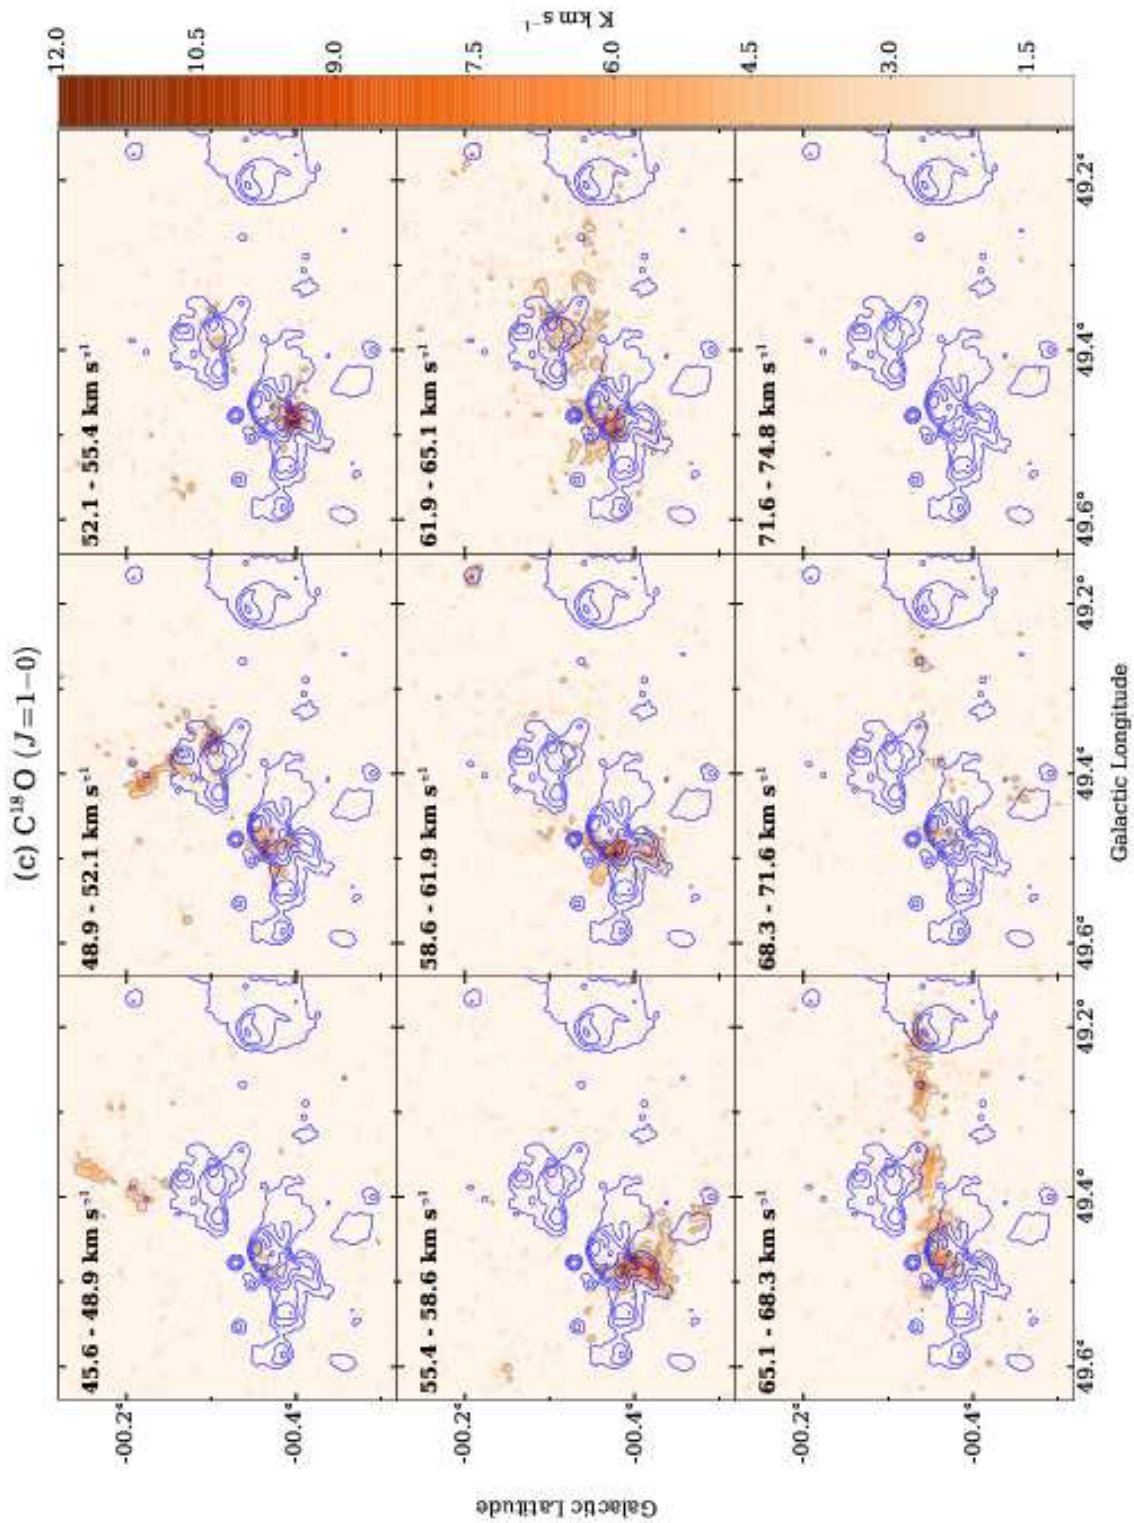 (c) C¹⁸O (J=1−0)
45.6 - 48.9 km s⁻¹
48.9 - 52.1 km s⁻¹
52.1 - 55.4 km s⁻¹
55.4 - 58.6 km s⁻¹
58.6 - 61.9 km s⁻¹
61.9 - 65.1 km s⁻¹
65.1 - 68.3 km s⁻¹
68.3 - 71.6 km s⁻¹
71.6 - 74.8 km s⁻¹
-00.2°
-00.4°
-00.2°
-00.4°
-00.2°
-00.4°
Galactic Latitude
49.6°
49.4°
49.2°
49.6°
49.4°
49.2°
49.6°
49.4°
49.2°
Galactic Longitude
12.0
10.5
9.0
7.5
6.0
4.5
3.0
1.5
K km s⁻¹